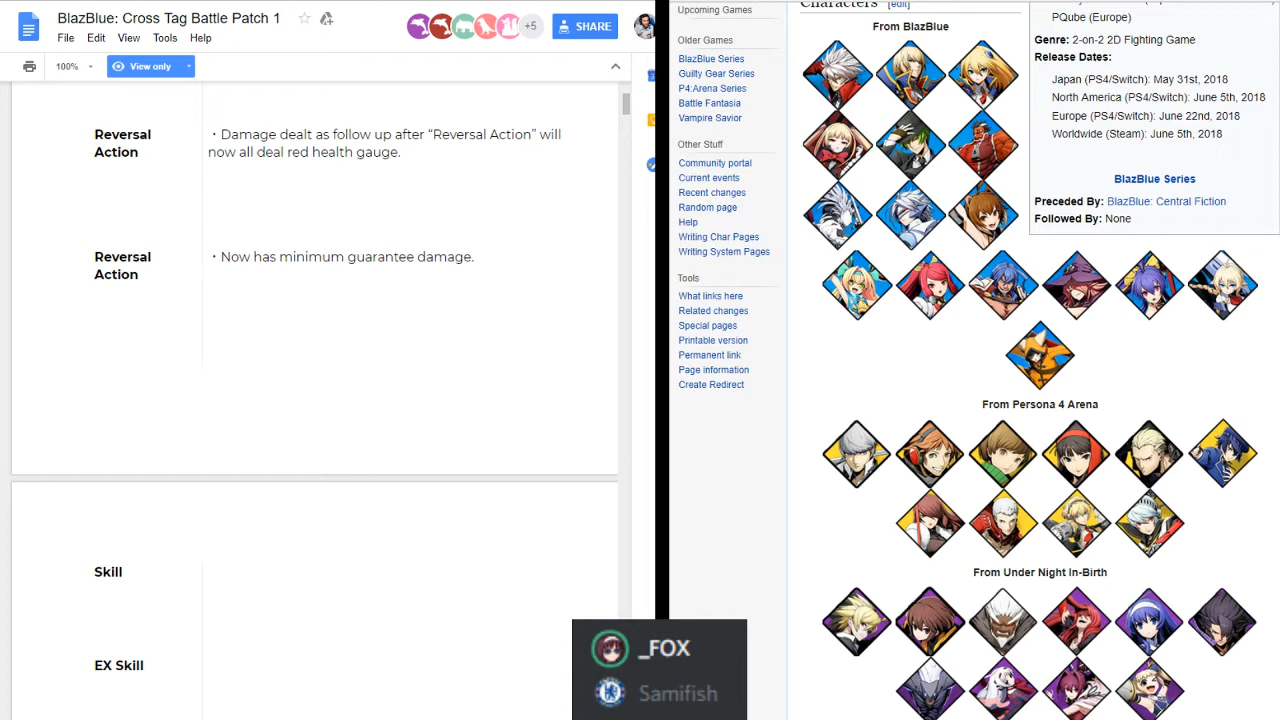 BlazBlue: Cross Tag Battle Patch 1
File Edit View Tools Help
+5
SHARE
100%
View only
Reversal
Action
・Damage dealt as follow up after “Reversal Action” will
now all deal red health gauge.
Reversal
Action
・Now has minimum guarantee damage.
Skill
EX Skill
_FOX
Samifish
Upcoming Games
Older Games
BlazBlue Series
Guilty Gear Series
P4:Arena Series
Battle Fantasia
Vampire Savior
Other Stuff
Community portal
Current events
Recent changes
Random page
Help
Writing Char Pages
Writing System Pages
Tools
What links here
Related changes
Special pages
Printable version
Permanent link
Page information
Create Redirect
Characters [edit]
From BlazBlue
From Persona 4 Arena
From Under Night In-Birth
PQube (Europe)
Genre: 2-on-2 2D Fighting Game
Release Dates:
Japan (PS4/Switch): May 31st, 2018
North America (PS4/Switch): June 5th, 2018
Europe (PS4/Switch): June 22nd, 2018
Worldwide (Steam): June 5th, 2018
BlazBlue Series
Preceded By: BlazBlue: Central Fiction
Followed By: None